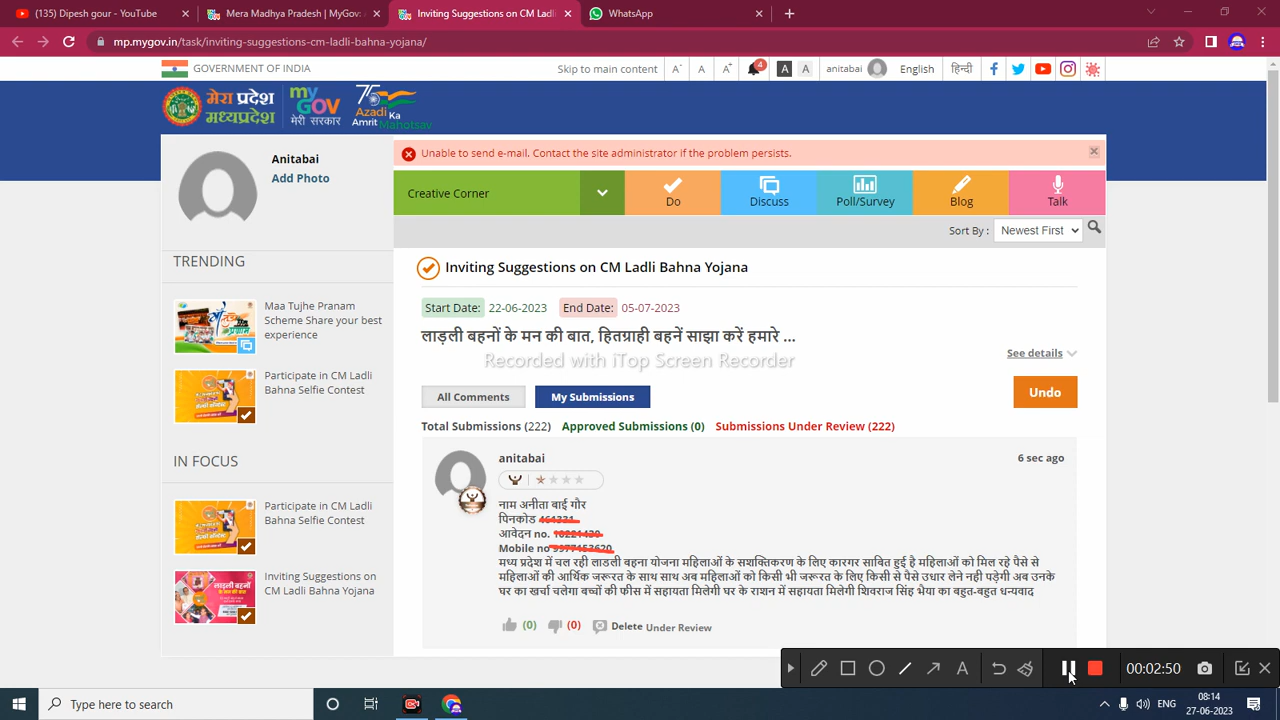 (135) Dipesh gour - YouTube
Mera Madhya Pradesh | MyGov:
Inviting Suggestions on CM Ladli
WhatsApp
mp.mygov.in/task/inviting-suggestions-cm-ladli-bahna-yojana/
GOVERNMENT OF INDIA
Skip to main content
A- A A+
4
A A
anitabai
English
हिन्दी
मेरा प्रदेश
मध्यप्रदेश
my GOV
मेरी सरकार
75
Azadi Ka
Amrit Mahotsav
Anitabai
Add Photo
Unable to send e-mail. Contact the site administrator if the problem persists.
Creative Corner
Do
Discuss
Poll/Survey
Blog
Talk
Sort By :
Newest First
TRENDING
Maa Tujhe Pranam
Scheme Share your best
experience
Participate in CM Ladli
Bahna Selfie Contest
IN FOCUS
Participate in CM Ladli
Bahna Selfie Contest
Inviting Suggestions on
CM Ladli Bahna Yojana
Inviting Suggestions on CM Ladli Bahna Yojana
Start Date: 22-06-2023 End Date: 05-07-2023
लाड़ली बहनों के मन की बात, हितग्राही बहनें साझा करें हमारे ...
Recorded with iTop Screen Recorder
See details
All Comments
My Submissions
Undo
Total Submissions (222) Approved Submissions (0) Submissions Under Review (222)
anitabai
6 sec ago
नाम अनीता बाई गौर
पिनकोड
आवेदन no.
Mobile no
मध्य प्रदेश में चल रही लाडली बहना योजना महिलाओं के सशक्तिकरण के लिए कारगर साबित हुई है महिलाओं को मिल रहे पैसे से
महिलाओं की आर्थिक जरूरत के साथ साथ अब महिलाओं को किसी भी जरूरत के लिए किसी से पैसे उधार लेने नही पड़ेगी अब उनके
घर का खर्चा चलेगा बच्चों की फीस में सहायता मिलेगी घर के राशन में सहायता मिलेगी शिवराज सिंह भैया का बहुत-बहुत धन्यवाद
(0) (0) Delete Under Review
A
00:02:50
Type here to search
ENG
08:14
27-06-2023